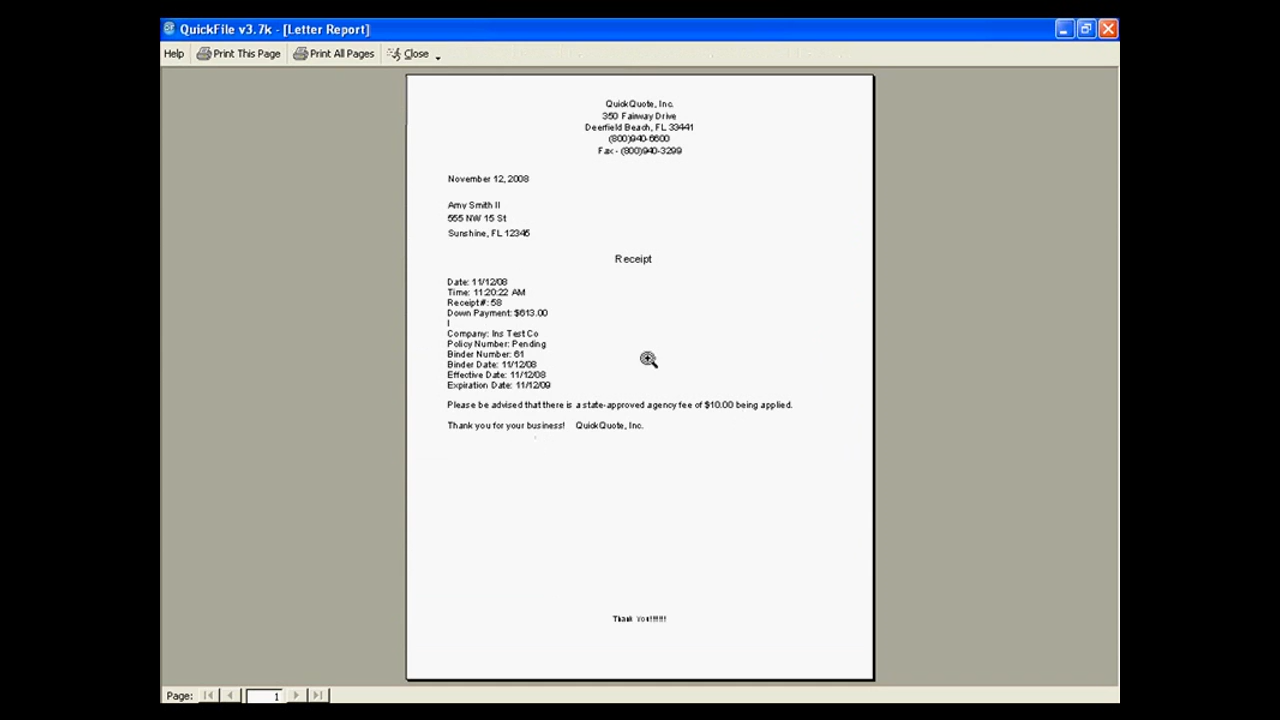 QuickFile v3.7k - [Letter Report]
Help Print This Page Print All Pages Close
QuickQuote, Inc.
350 Fairway Drive
Deerfield Beach, FL 33441
(800)940-6600
Fax - (800)940-3299
November 12, 2008
Amy Smith II
555 NW 15 St
Sunshine, FL 12345
Receipt
Date: 11/12/08
Time: 11:20:22 AM
Receipt#: 58
Down Payment: $613.00
|
Company: Ins Test Co
Policy Number: Pending
Binder Number: 61
Binder Date: 11/12/08
Effective Date: 11/12/08
Expiration Date: 11/12/09
Please be advised that there is a state-approved agency fee of $10.00 being applied.
Thank you for your business! QuickQuote, Inc.
Thank You!!!!!!!
Page: 1